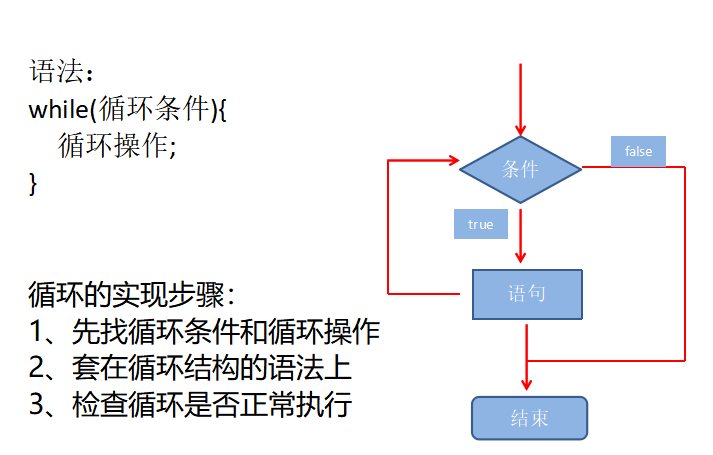 语法：
while(循环条件){
循环操作;
}
循环的实现步骤：
1、先找循环条件和循环操作
2、套在循环结构的语法上
3、检查循环是否正常执行
条件
false
true
语句
结束